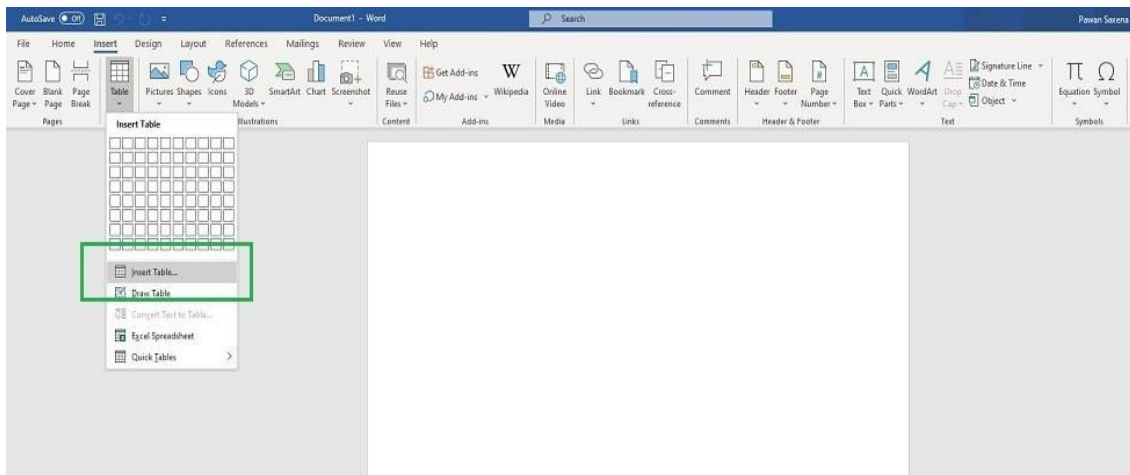 AutoSave Off Document1 - Word Search Pawan Saxena
File Home Insert Design Layout References Mailings Review View Help
Cover Page Blank Page Page Break
Table
Pictures Shapes Icons 3D Models SmartArt Chart Screenshot
Reuse Files
Get Add-ins
My Add-ins
Wikipedia
Online Video
Link Bookmark Cross-reference
Comment
Header Footer Page Number
Text Box Quick Parts WordArt Drop Cap
Signature Line
Date & Time
Object
Equation Symbol
Pages Illustrations Content Add-ins Media Links Comments Header & Footer Text Symbols
Insert Table
Insert Table...
Draw Table
Convert Text to Table...
Excel Spreadsheet
Quick Tables